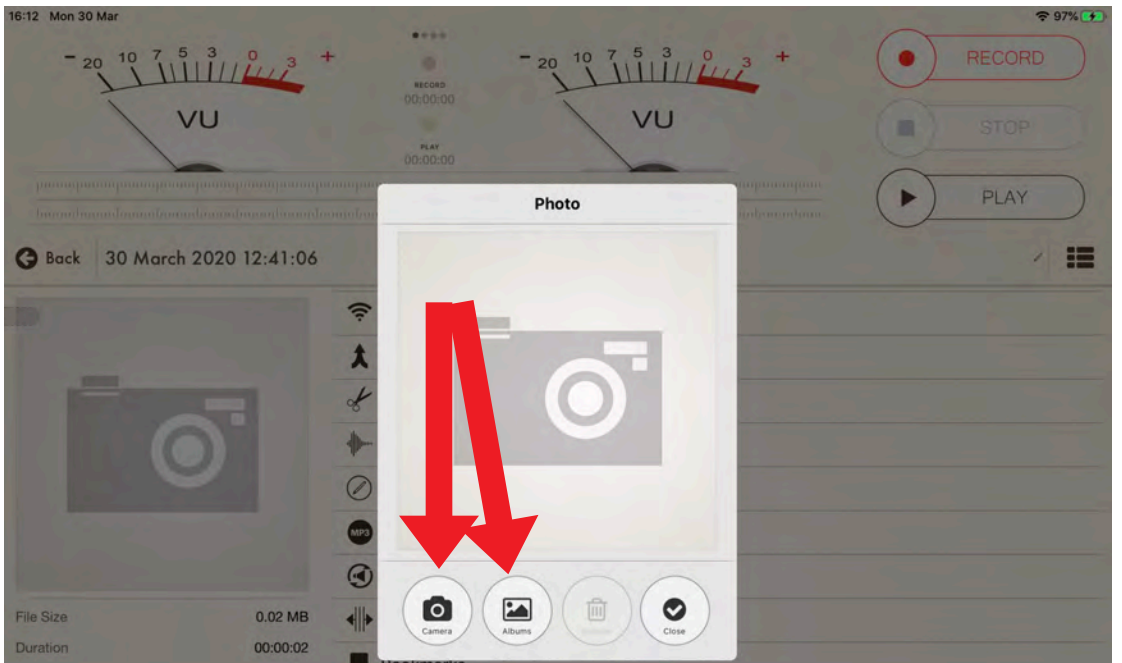 16:12 Mon 30 Mar
97%
- 20 10 7 5 3 0 3 +
VU
RECORD
00:00:00
PLAY
00:00:00
- 20 10 7 5 3 0 3 +
VU
RECORD
STOP
PLAY
Back
30 March 2020 12:41:06
Photo
MP3
Camera
Albums
Close
File Size 0.02 MB
Duration 00:00:02